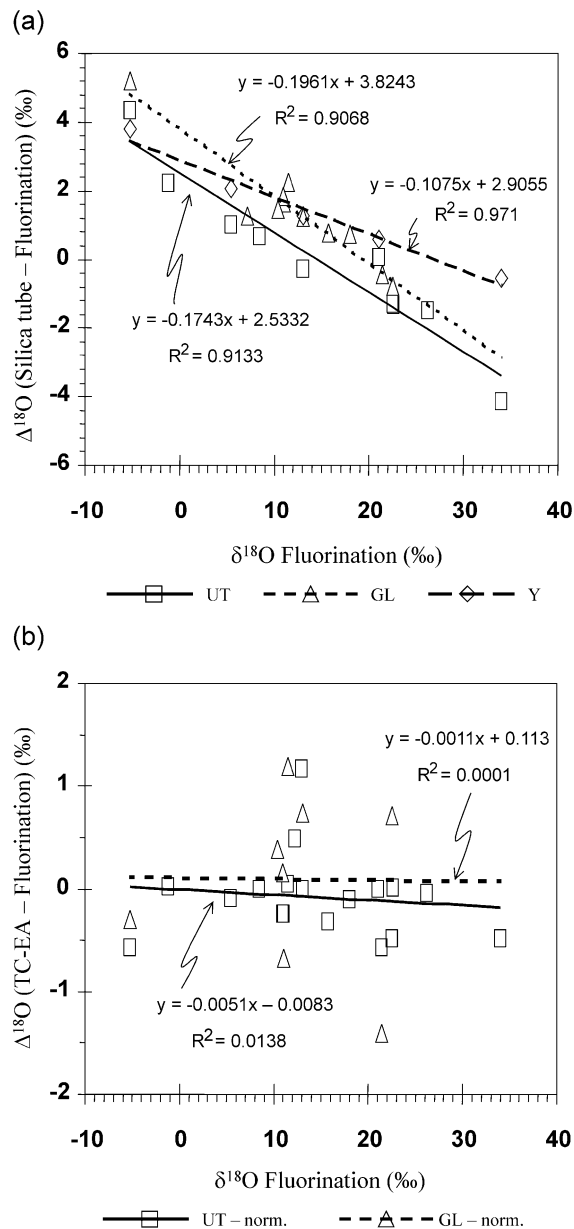 (a)
6
4
2
0
-2
-4
-6
Δ¹⁸O (Silica tube – Fluorination) (‰)
y = -0.1961x + 3.8243
R² = 0.9068
y = -0.1075x + 2.9055
R² = 0.971
y = -0.1743x + 2.5332
R² = 0.9133
-10 0 10 20 30 40
δ¹⁸O Fluorination (‰)
UT GL Y
(b)
2
1
0
-1
-2
Δ¹⁸O (TC-EA – Fluorination) (‰)
y = -0.0011x + 0.113
R² = 0.0001
y = -0.0051x – 0.0083
R² = 0.0138
-10 0 10 20 30 40
δ¹⁸O Fluorination (‰)
UT – norm. GL – norm.